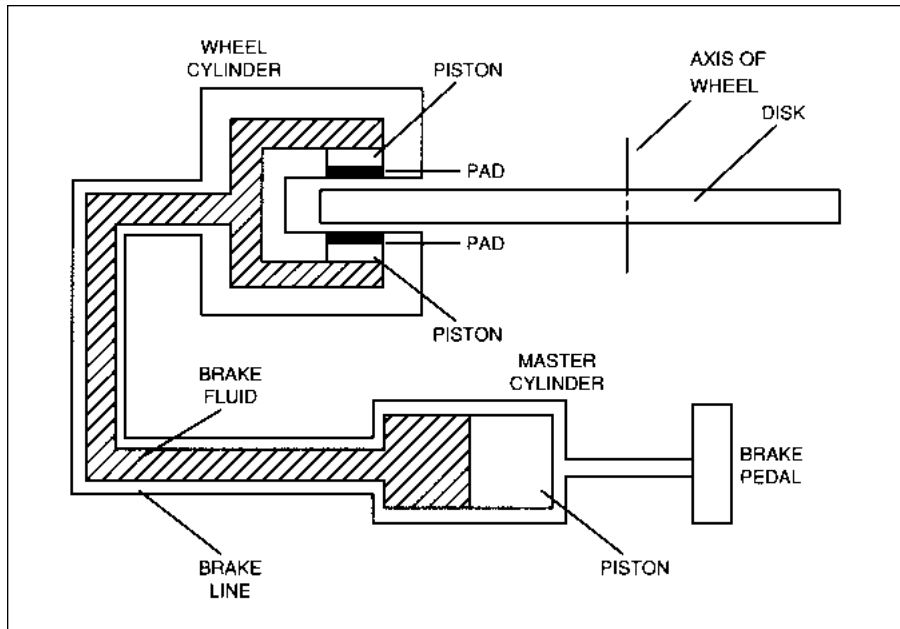 WHEEL
CYLINDER
PISTON
AXIS OF
WHEEL
DISK
PAD
PAD
PISTON
MASTER
CYLINDER
BRAKE
FLUID
BRAKE
PEDAL
BRAKE
LINE
PISTON